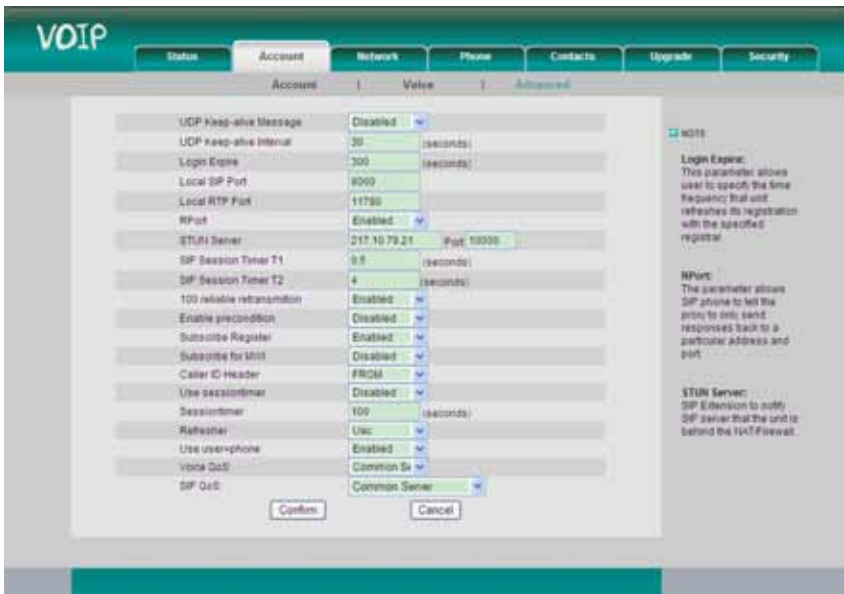 VOIP
Status Account Network Phone Contacts Upgrade Security
Account | Voice | Advanced
UDP Keep-alive Message Disabled
UDP Keep-alive Interval 30 (seconds)
Login Expire 300 (seconds)
Local SIP Port
Local RTP Port 11780
RPort Enabled
STUN Server 217.10.79.21 Port 10000
SIP Session Timer T1 0.5 (seconds)
SIP Session Timer T2 4 (seconds)
100 reliable retransmition Enabled
Enable precondition Disabled
Subscribe Register Enabled
Subscribe for MWI Disabled
Caller ID Header FROM
Use sessiontimer Disabled
Sessiontimer 100 (seconds)
Refresher Uac
Use user=phone Enabled
Voice QoS: Common Se
SIP QoS: Common Server
Confirm Cancel
NOTE
Login Expire:
This parameter allows
user to specify the time
frequency that unit
refreshes its registration
with the specified
registrar.
RPort:
The parameter allows
SIP phone to tell the
proxy to only send
responses back to a
particular address and
port
STUN Server:
SIP Extension to notify
SIP server that the unit is
behind the NAT/Firewall.